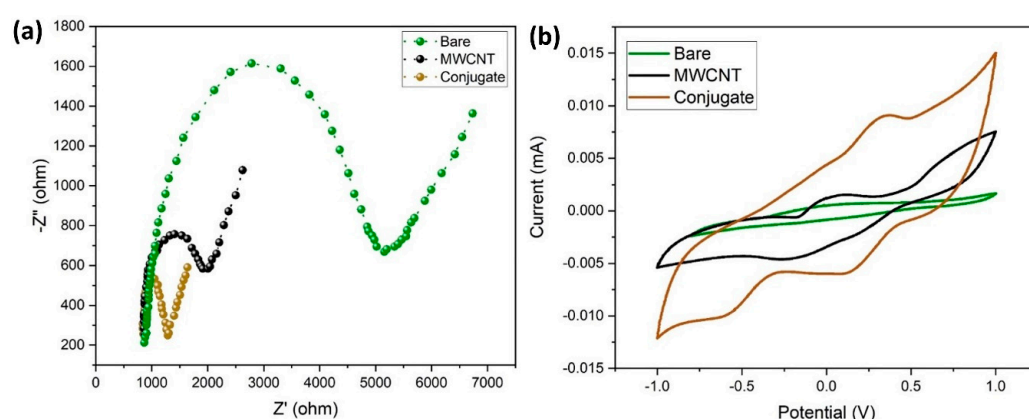 (a)
1800
1600
1400
1200
1000
800
600
400
200
-Z" (ohm)
0 1000 2000 3000 4000 5000 6000 7000
Z' (ohm)
Bare
MWCNT
Conjugate
(b)
0.015
0.010
0.005
0.000
-0.005
-0.010
-0.015
Current (mA)
-1.0 -0.5 0.0 0.5 1.0
Potential (V)
Bare
MWCNT
Conjugate